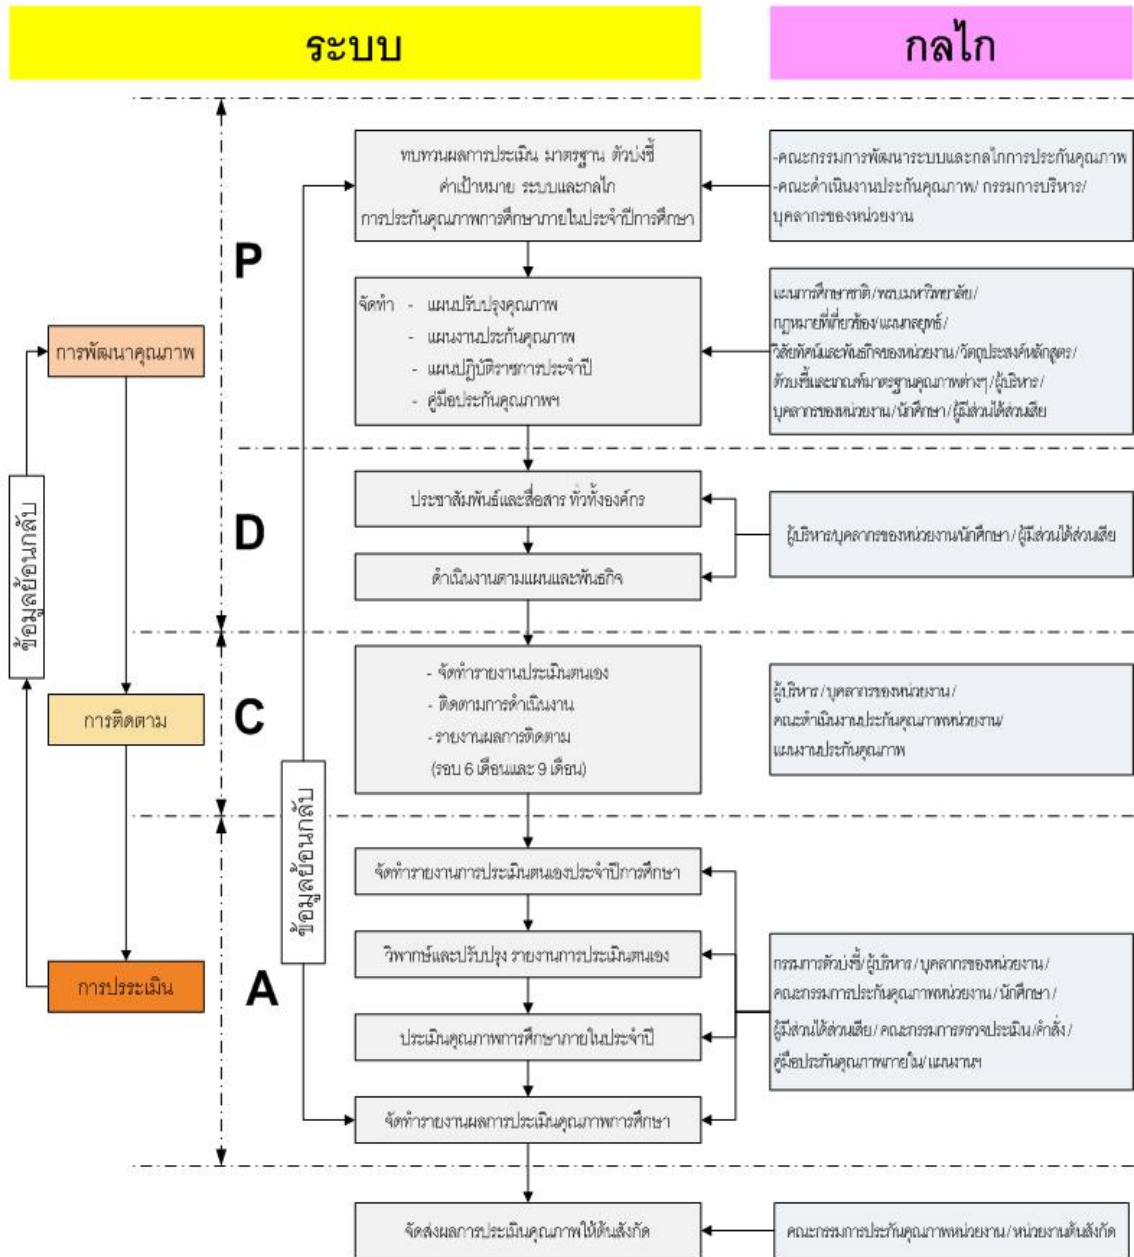 ระบบ
กลไก
P
ทบทวนผลการประเมิน มาตรฐาน ตัวบ่งชี้
ค่าเป้าหมาย ระบบและกลไก
การประกันคุณภาพการศึกษาภายในประจำปีการศึกษา
-คณะกรรมการพัฒนาระบบและกลไกการประกันคุณภาพ
-คณะดำเนินงานประกันคุณภาพ/ กรรมการบริหาร/
บุคลากรของหน่วยงาน
จัดทำ - แผนปรับปรุงคุณภาพ
- แผนงานประกันคุณภาพ
- แผนปฏิบัติราชการประจำปี
- คู่มือประกันคุณภาพฯ
แผนการศึกษาชาติ/พรบ.มหาวิทยาลัย/
กฎหมายที่เกี่ยวข้อง/แผนกลยุทธ์/
วิสัยทัศน์และพันธกิจของหน่วยงาน/วัตถุประสงค์หลักสูตร/
ตัวบ่งชี้และเกณฑ์มาตรฐานคุณภาพต่างๆ/ผู้บริหาร/
บุคลากรของหน่วยงาน/นักศึกษา/ผู้มีส่วนได้ส่วนเสีย
การพัฒนาคุณภาพ
ข้อมูลย้อนกลับ
D
ประชาสัมพันธ์และสื่อสาร ทั่วทั้งองค์กร
ดำเนินงานตามแผนและพันธกิจ
ผู้บริหาร/บุคลากรของหน่วยงาน/นักศึกษา/ผู้มีส่วนได้ส่วนเสีย
การติดตาม
C
- จัดทำรายงานประเมินตนเอง
- ติดตามการดำเนินงาน
- รายงานผลการติดตาม
(รอบ 6 เดือนและ 9 เดือน)
ผู้บริหาร/บุคลากรของหน่วยงาน/
คณะดำเนินงานประกันคุณภาพหน่วยงาน/
แผนงานประกันคุณภาพ
ข้อมูลย้อนกลับ
การปรระเมิน
A
จัดทำรายงานการประเมินตนเองประจำปีการศึกษา
วิพากษ์และปรับปรุง รายงานการประเมินตนเอง
ประเมินคุณภาพการศึกษาภายในประจำปี
จัดทำรายงานผลการประเมินคุณภาพการศึกษา
กรรมการตัวบ่งชี้/ผู้บริหาร/บุคลากรของหน่วยงาน/
คณะกรรมการประกันคุณภาพหน่วยงาน/นักศึกษา/
ผู้มีส่วนได้ส่วนเสีย/คณะกรรมการตรวจประเมิน/คำสั่ง/
คู่มือประกันคุณภาพภายใน/แผนงานฯ
จัดส่งผลการประเมินคุณภาพให้ต้นสังกัด
คณะกรรมการประกันคุณภาพหน่วยงาน/หน่วยงานต้นสังกัด